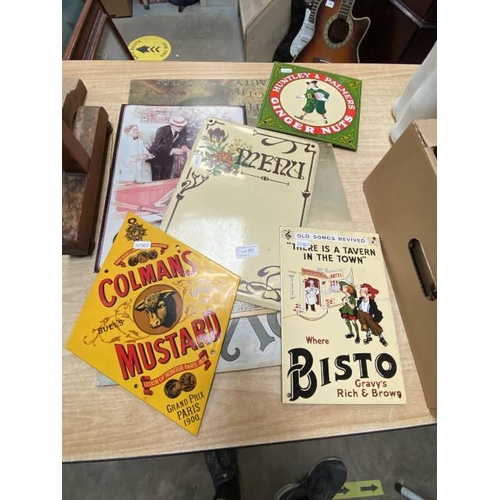 HUNTLEY & PALMERS
GINGER NUTS
MENU
COLMAN'S
BULL'S
MUSTARD
GRAND PRIX
PARIS
1900.
OLD SONGS REVIVED
"THERE IS A TAVERN
IN THE TOWN"
HOTEL
Where
BISTO
Gravy's
Rich & Brown